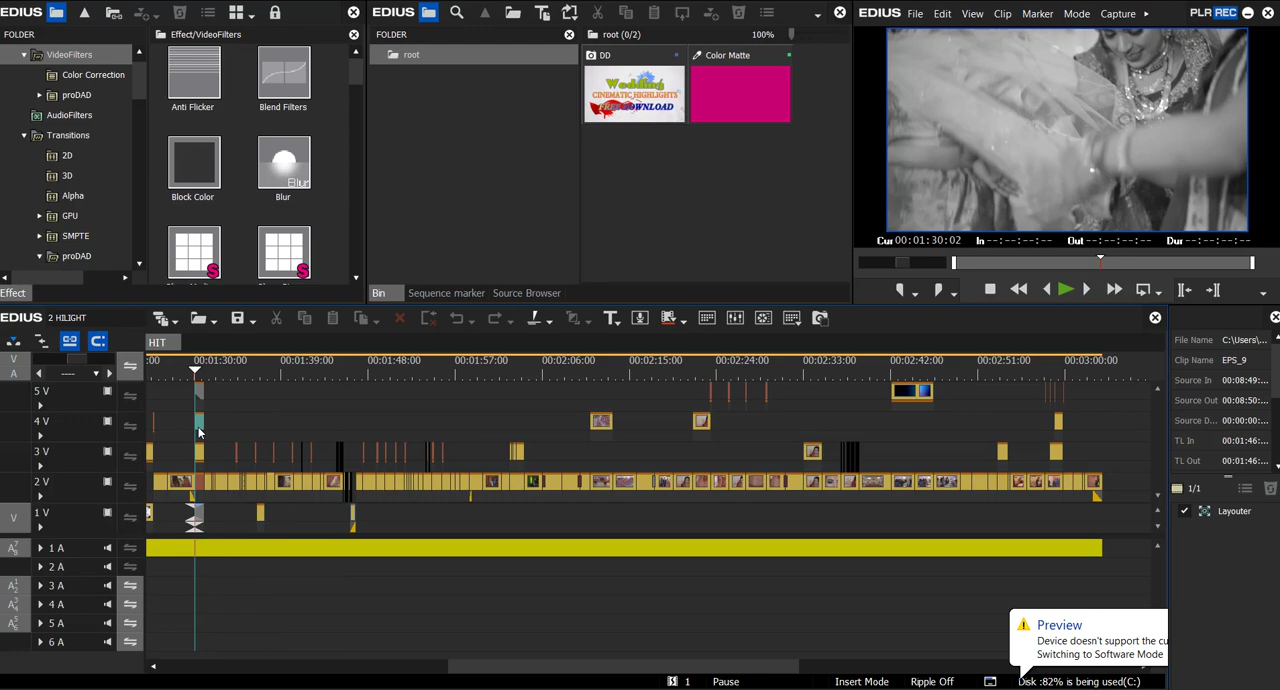 EDIUS
FOLDER
VideoFilters
Color Correction
proDAD
AudioFilters
Transitions
2D
3D
Alpha
GPU
SMPTE
proDAD
Effect
Effect/VideoFilters
Anti Flicker
Blend Filters
Block Color
Blur
Blur
S
S
EDIUS
FOLDER
root
root (0/2)
100%
DD
Color Matte
Wedding
CINEMATIC HIGHLIGHTS
FREE DOWNLOAD
Bin
Sequence marker
Source Browser
EDIUS File Edit View Clip Marker Mode Capture
PLR REC
Cur 00:01:30:02 In --:--:--:-- Out --:--:--:-- Dur --:--:--:--
EDIUS 2 HILIGHT
HIT
:00 00:01:30:00 00:01:39:00 00:01:48:00 00:01:57:00 00:02:06:00 00:02:15:00 00:02:24:00 00:02:33:00 00:02:42:00 00:02:51:00 00:03:00:00
V
A
----
5 V
4 V
3 V
2 V
V 1 V
1 A
2 A
3 A
4 A
5 A
6 A
File Name C:\Users\...
Clip Name EPS_9
Source In 00:08:49:...
Source Out 00:08:50:...
Source D... 00:00:00:...
TL In 00:01:46:...
TL Out 00:01:46:...
1/1
Layouter
Preview
Device doesn't support the cu
Switching to Software Mode
1 Pause Insert Mode Ripple Off Disk :82% is being used(C:)